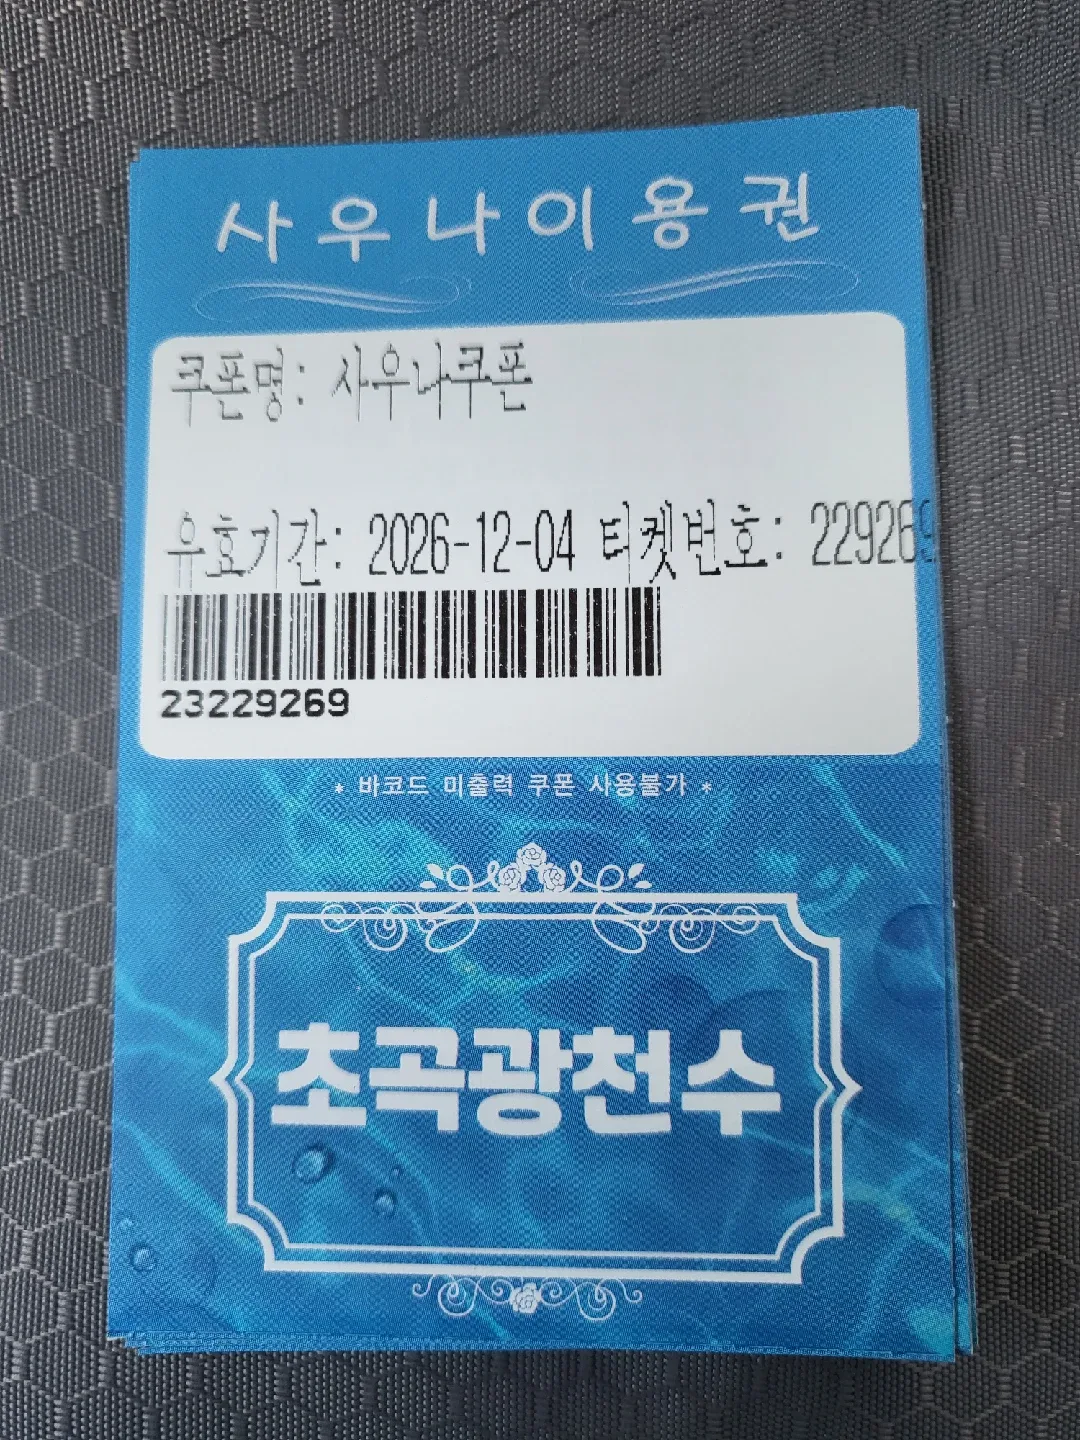 사우나이용권
쿠폰명: 사우나쿠폰
유효기간: 2026-12-04 티켓번호: 229269
23229269
* 바코드 미출력 쿠폰 사용불가 *
초곡광천수